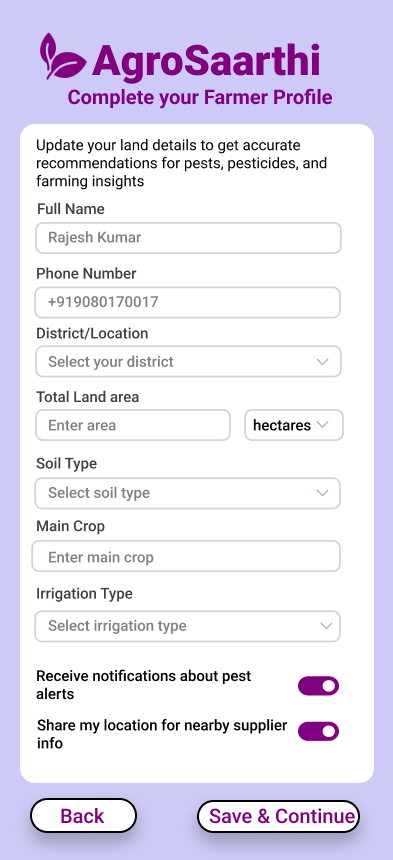 AgroSaarthi
Complete your Farmer Profile
Update your land details to get accurate
recommendations for pests, pesticides, and
farming insights
Full Name
Rajesh Kumar
Phone Number
+919080170017
District/Location
Select your district
Total Land area
Enter area
hectares
Soil Type
Select soil type
Main Crop
Enter main crop
Irrigation Type
Select irrigation type
Receive notifications about pest
alerts
Share my location for nearby supplier
info
Back
Save & Continue